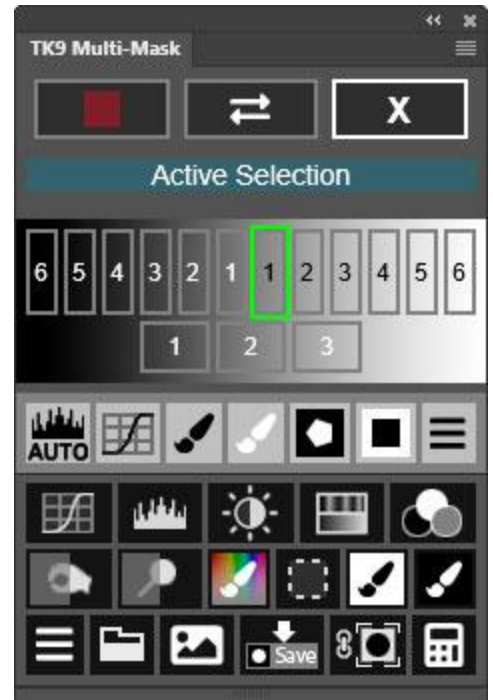 TK9 Multi-Mask
X
Active Selection
6 5 4 3 2 1 1 2 3 4 5 6
1 2 3
AUTO
Save